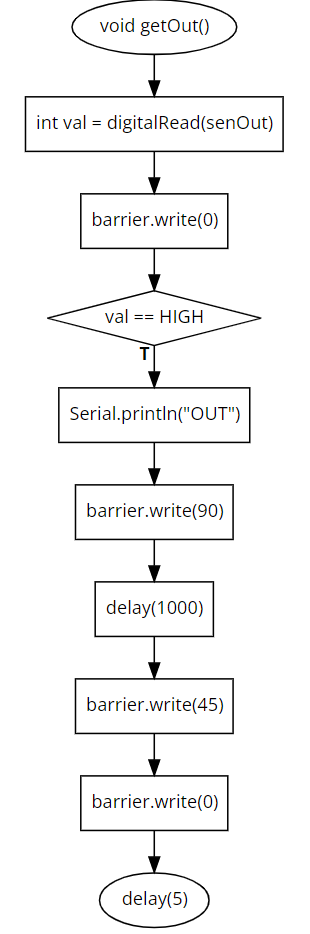 void getOut()
int val = digitalRead(senOut)
barrier.write(0)
val == HIGH
T
Serial.println("OUT")
barrier.write(90)
delay(1000)
barrier.write(45)
barrier.write(0)
delay(5)